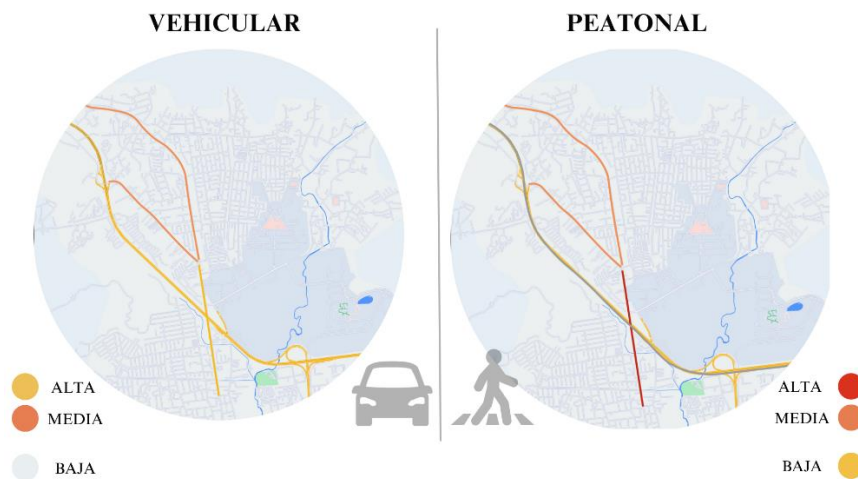 VEHICULAR
PEATONAL
ALTA
MEDIA
BAJA
ALTA
MEDIA
BAJA